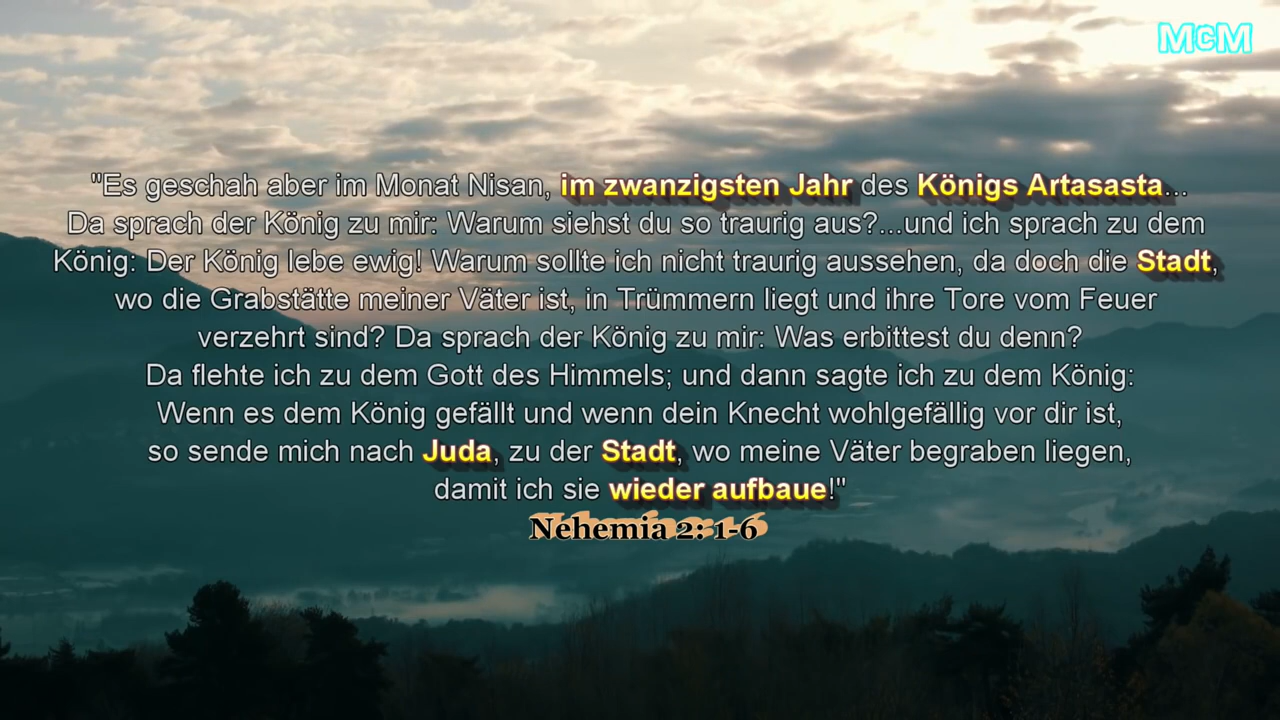 McM
"Es geschah aber im Monat Nisan, im zwanzigsten Jahr des Königs Artasasta...
Da sprach der König zu mir: Warum siehst du so traurig aus?...und ich sprach zu dem
König: Der König lebe ewig! Warum sollte ich nicht traurig aussehen, da doch die Stadt,
wo die Grabstätte meiner Väter ist, in Trümmern liegt und ihre Tore vom Feuer
verzehrt sind? Da sprach der König zu mir: Was erbittest du denn?
Da flehte ich zu dem Gott des Himmels; und dann sagte ich zu dem König:
Wenn es dem König gefällt und wenn dein Knecht wohlgefällig vor dir ist,
so sende mich nach Juda, zu der Stadt, wo meine Väter begraben liegen,
damit ich sie wieder aufbaue!"
Nehemia 2: 1-6